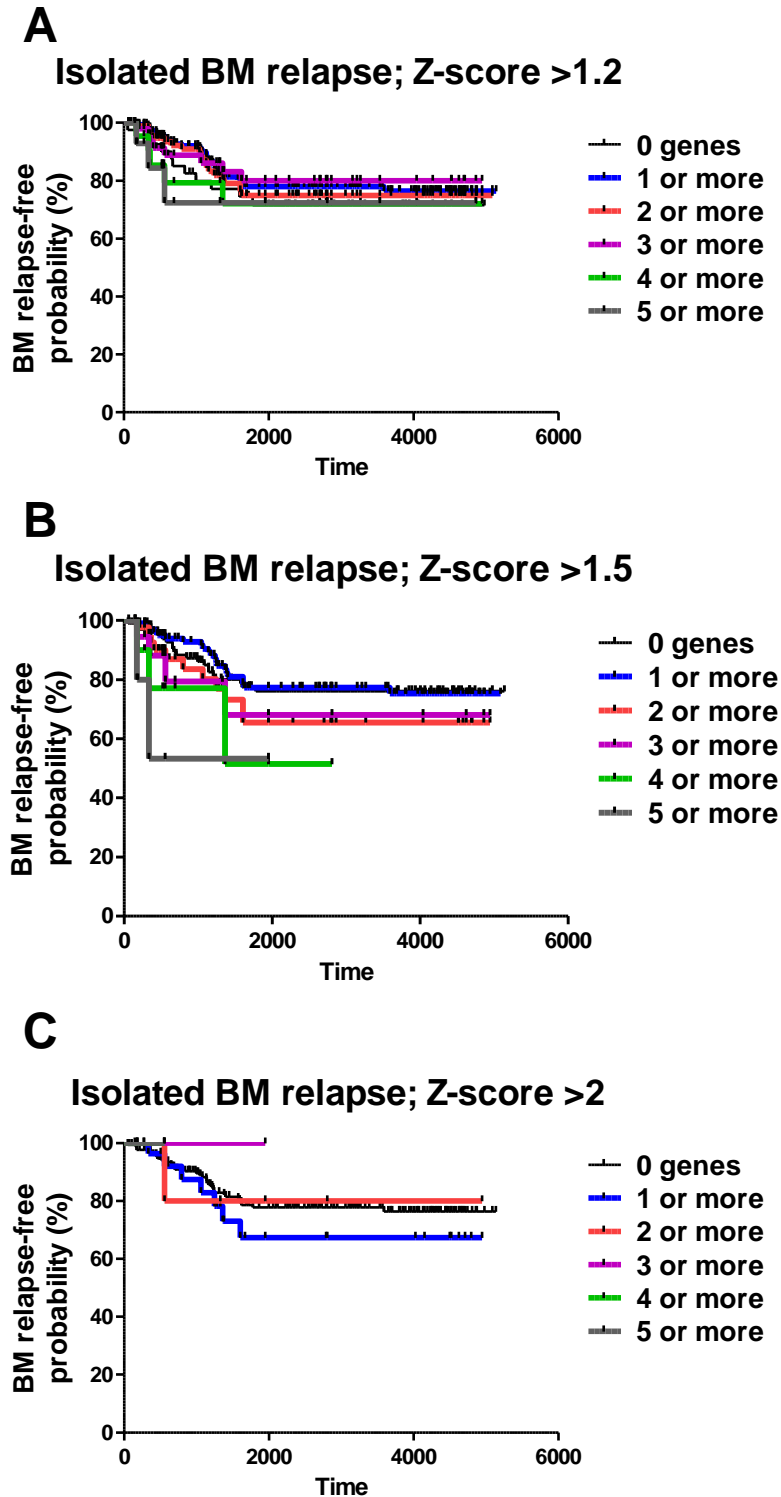 A
Isolated BM relapse; Z-score >1.2
BM relapse-free
probability (%)
100
80
60
40
20
0
0 2000 4000 6000
Time
0 genes
1 or more
2 or more
3 or more
4 or more
5 or more
B
Isolated BM relapse; Z-score >1.5
BM relapse-free
probability (%)
100
80
60
40
20
0
0 2000 4000 6000
Time
0 genes
1 or more
2 or more
3 or more
4 or more
5 or more
C
Isolated BM relapse; Z-score >2
BM relapse-free
probability (%)
100
80
60
40
20
0
0 2000 4000 6000
Time
0 genes
1 or more
2 or more
3 or more
4 or more
5 or more